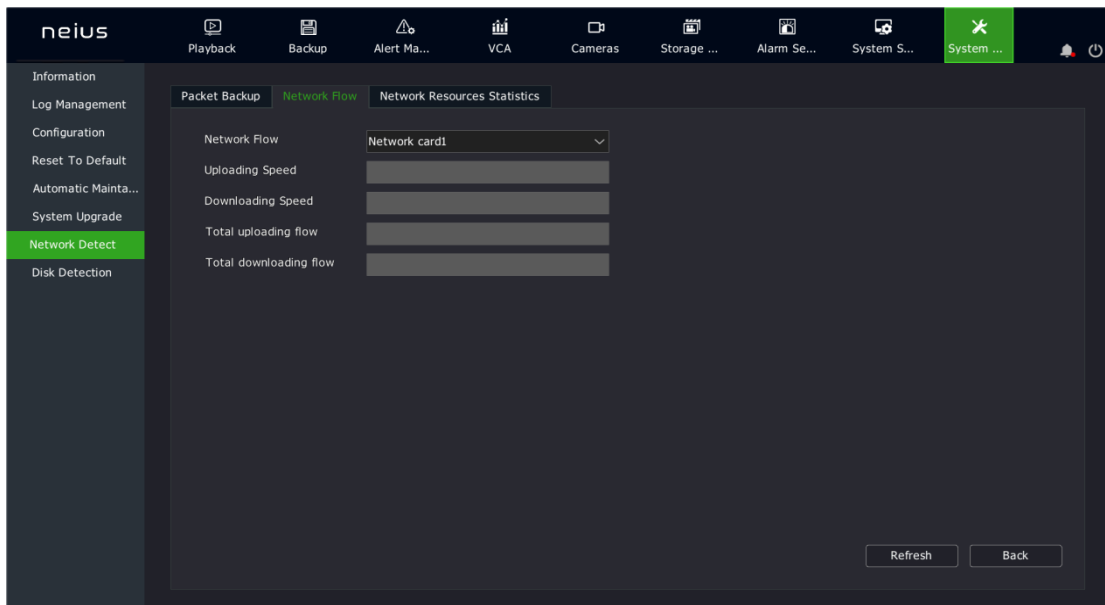 neius
Playback
Backup
Alert Ma...
VCA
Cameras
Storage ...
Alarm Se...
System S...
System ...
Information
Log Management
Configuration
Reset To Default
Automatic Mainta...
System Upgrade
Network Detect
Disk Detection
Packet Backup
Network Flow
Network Resources Statistics
Network Flow
Network card1
Uploading Speed
Downloading Speed
Total uploading flow
Total downloading flow
Refresh
Back